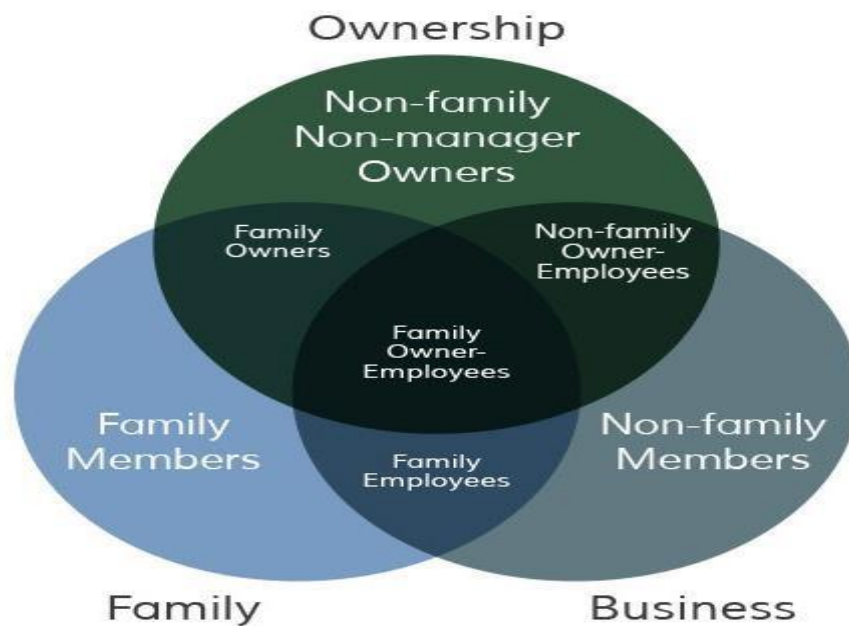 Ownership
Non-family
Non-manager
Owners
Family
Owners
Non-family
Owner-
Employees
Family
Owner-
Employees
Family
Members
Non-family
Members
Family
Employees
Family
Business